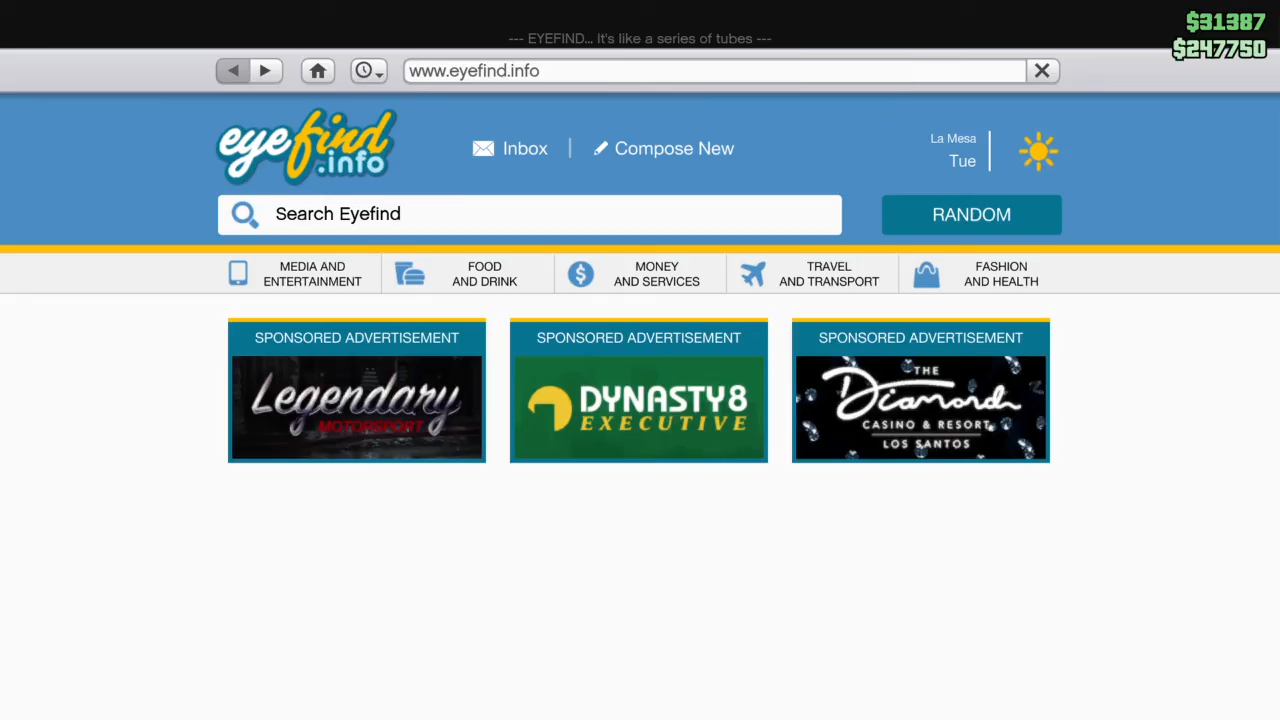 $31387
--- EYEFIND... It's like a series of tubes ---
$247750
www.eyefind.info
eyefind
.info
Inbox
Compose New
La Mesa
Tue
Search Eyefind
RANDOM
MEDIA AND
ENTERTAINMENT
FOOD
AND DRINK
MONEY
AND SERVICES
TRAVEL
AND TRANSPORT
FASHION
AND HEALTH
SPONSORED ADVERTISEMENT
Legendary
MOTORSPORT
SPONSORED ADVERTISEMENT
DYNASTY8
EXECUTIVE
SPONSORED ADVERTISEMENT
THE
Diamond
CASINO & RESORT
LOS SANTOS